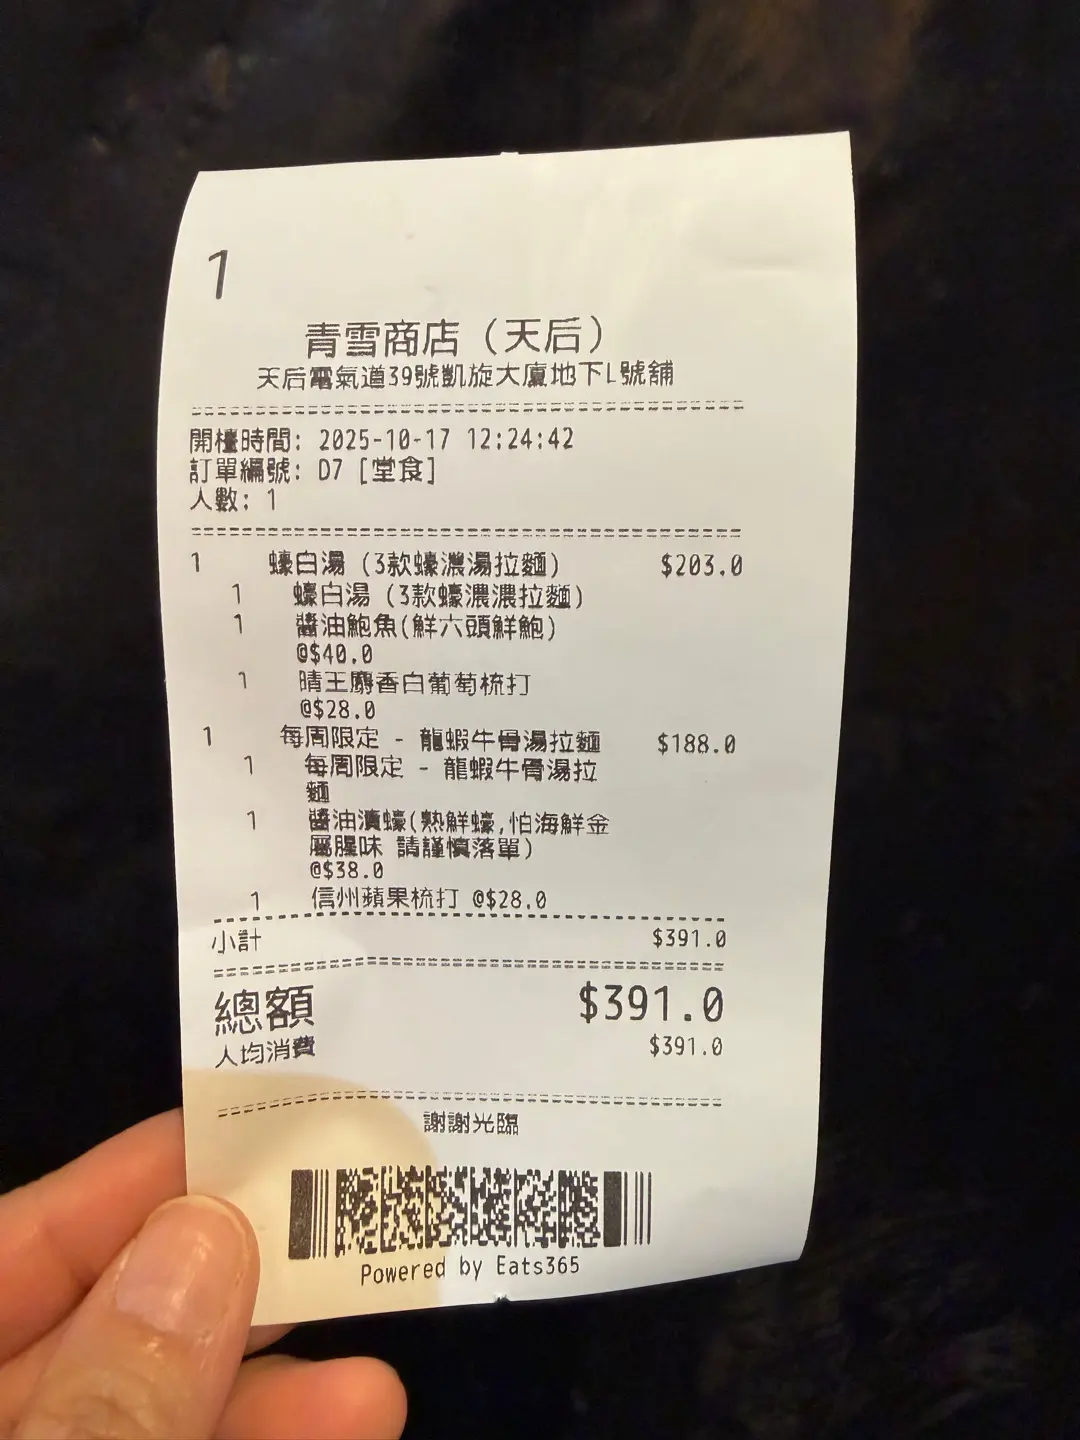 1
青雪商店（天后）
天后電氣道39號凱旋大廈地下L號舖
開檯時間: 2025-10-17 12:24:42
訂單編號: D7 [堂食]
人數: 1
1 蠔白湯 (3款蠔濃湯拉麵) $203.0
1 蠔白湯 (3款蠔濃濃拉麵)
1 醬油鮑魚(鮮六頭鮮鮑)
@$40.0
1 晴王麝香白葡萄梳打
@$28.0
1 每周限定 - 龍蝦牛骨湯拉麵 $188.0
1 每周限定 - 龍蝦牛骨湯拉
麵
1 醬油漬蠔(熟鮮蠔,怕海鮮金
屬腥味 請謹慎落單)
@$38.0
1 信州蘋果梳打 @$28.0
小計 $391.0
總額 $391.0
人均消費 $391.0
謝謝光臨
Powered by Eats365